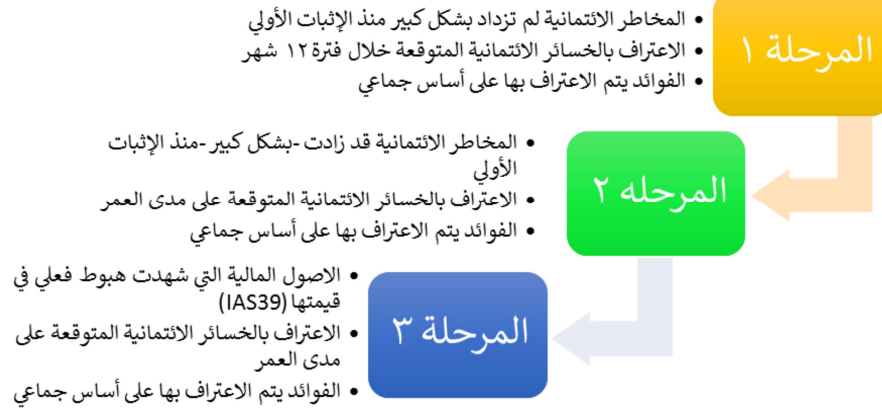 المرحلة ١
• المخاطر الائتمانية لم تزداد بشكل كبير منذ الإثبات الأولي
• الاعتراف بالخسائر الائتمانية المتوقعة خلال فترة ١٢ شهر
• الفوائد يتم الاعتراف بها على أساس جماعي
المرحله ٢
• المخاطر الائتمانية قد زادت -بشكل كبير -منذ الإثبات
الأولي
• الاعتراف بالخسائر الائتمانية المتوقعة على مدى العمر
• الفوائد يتم الاعتراف بها على أساس جماعي
المرحلة ٣
• الاصول المالية التي شهدت هبوط فعلي في
قيمتها (IAS39)
• الاعتراف بالخسائر الائتمانية المتوقعة على
مدى العمر
• الفوائد يتم الاعتراف بها على أساس جماعي